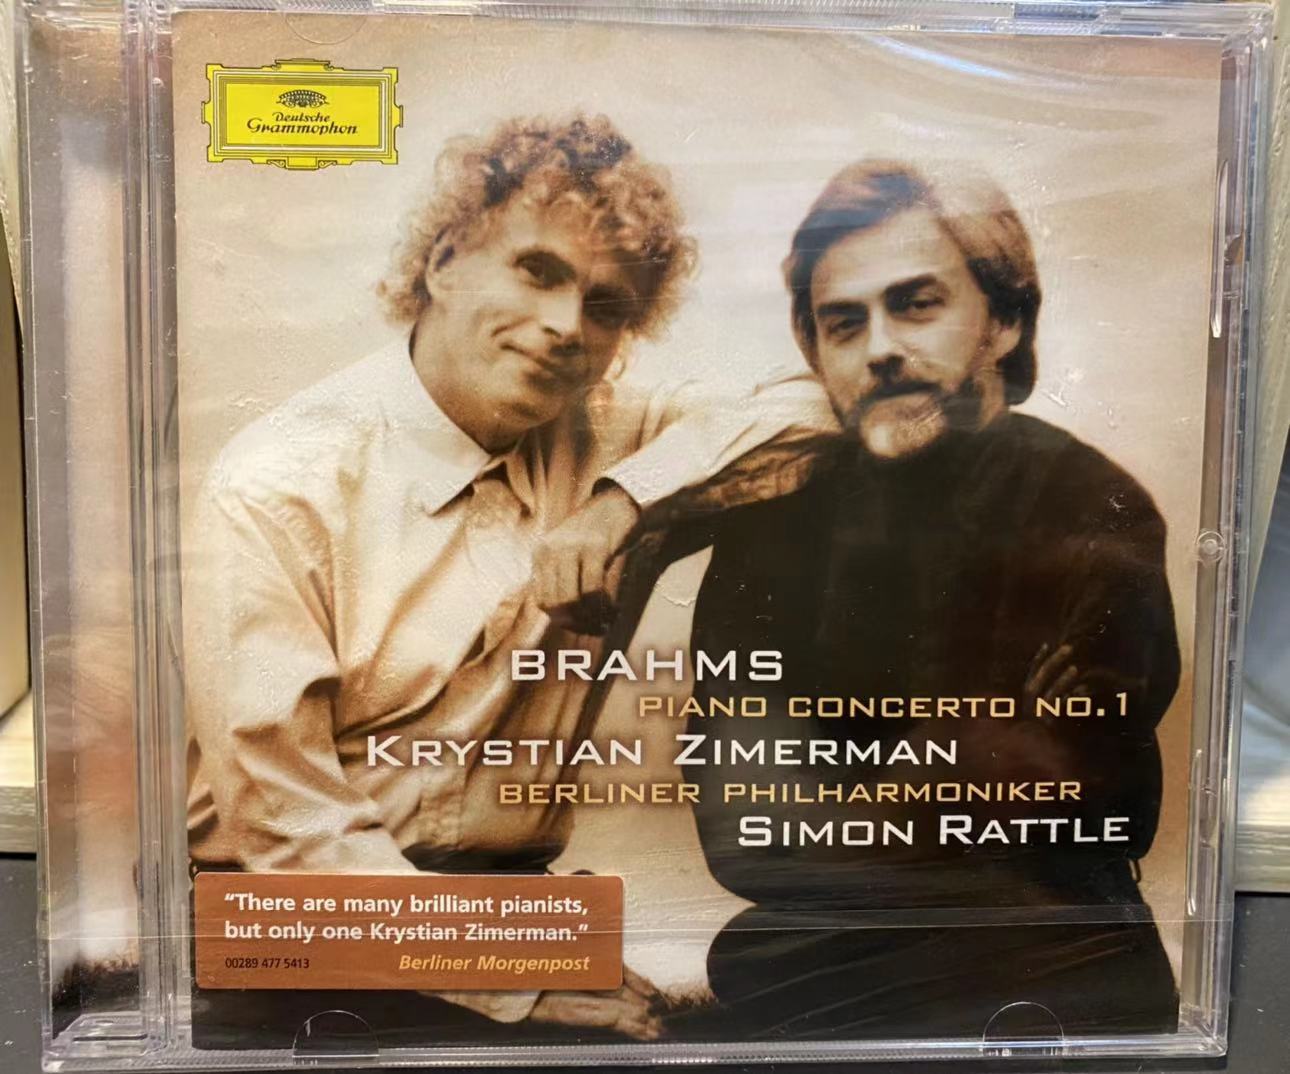 Deutsche
Grammophon
BRAHMS
PIANO CONCERTO NO.1
KRYSTIAN ZIMERMAN
BERLINER PHILHARMONIKER
SIMON RATTLE
“There are many brilliant pianists,
but only one Krystian Zimerman.”
00289 477 5413 Berliner Morgenpost